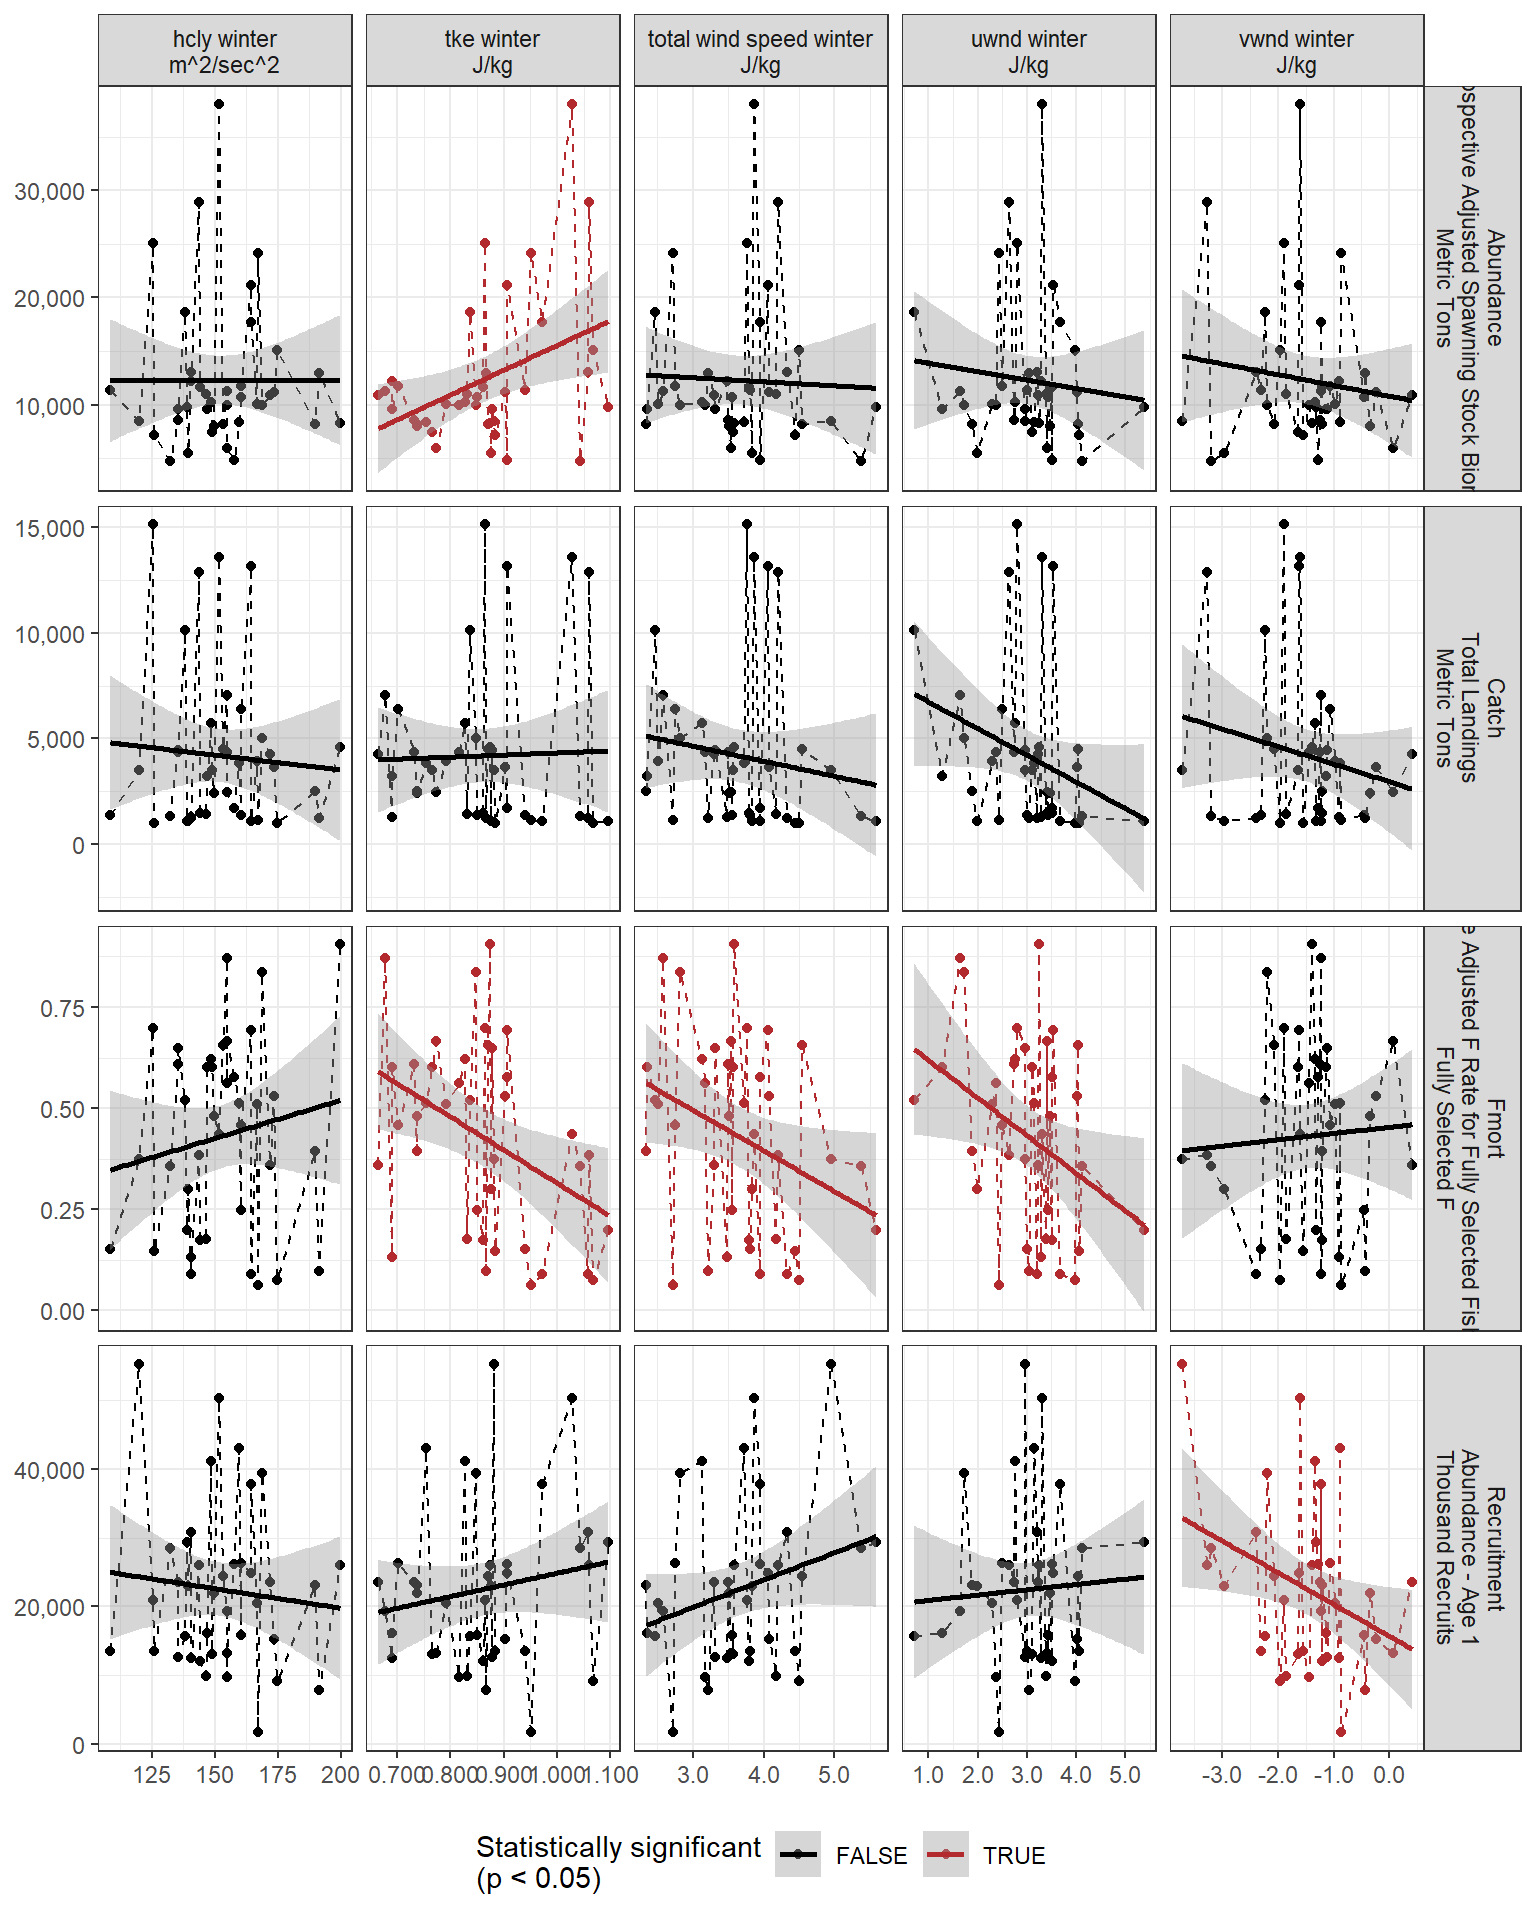 hcly winter
m^2/sec^2
tke winter
J/kg
total wind speed winter
J/kg
uwnd winter
J/kg
vwnd winter
J/kg
30,000
20,000
10,000
Abundance
Adjusted Spawning Stock
Metric Tons
15,000
10,000
5,000
0
Catch
Total Landings
Metric Tons
0.75
0.50
0.25
0.00
Fmort
Adjusted F Rate for Fully Selected
Fully Selected F
40,000
20,000
0
Recruitment
Abundance - Age 1
Thousand Recruits
125 150 175 200
0.700 0.800 0.900 1.000 1.100
3.0 4.0 5.0
1.0 2.0 3.0 4.0 5.0
-3.0 -2.0 -1.0 0.0
Statistically significant
(p < 0.05)
FALSE
TRUE